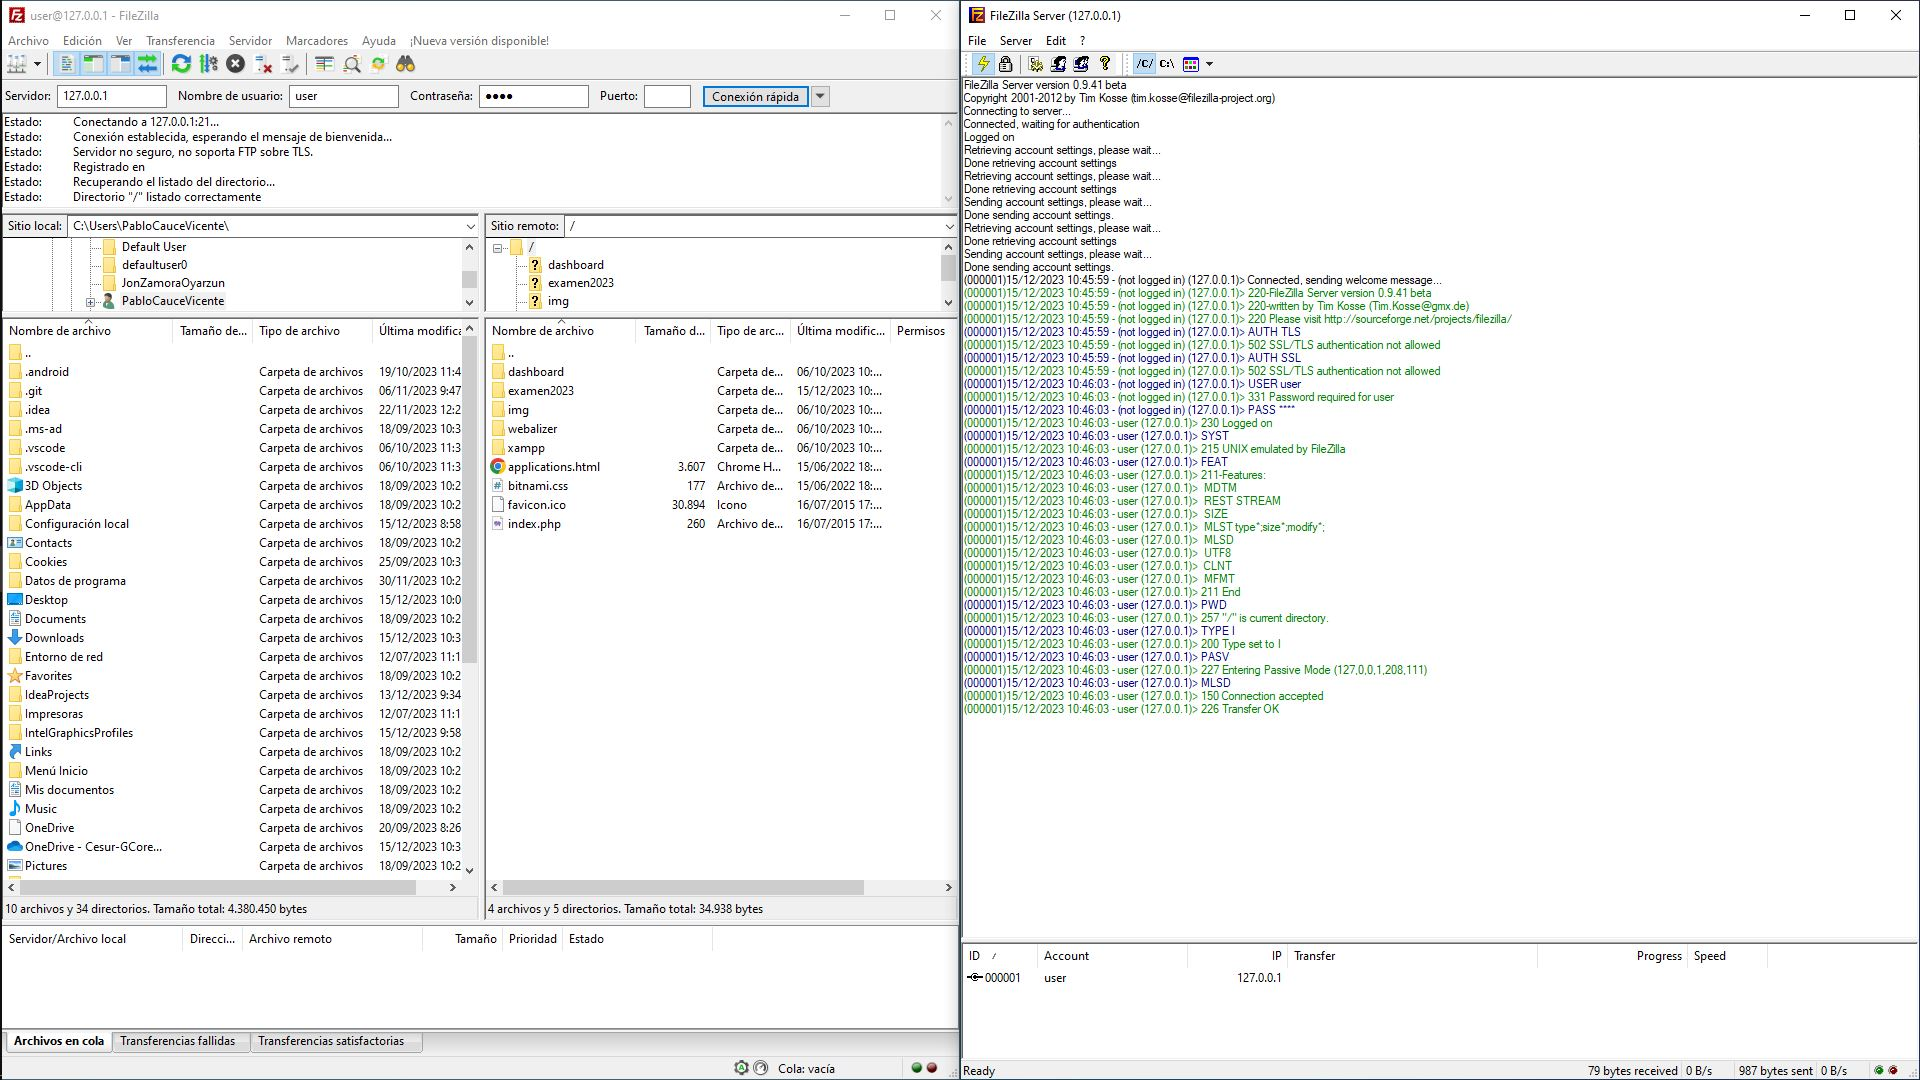 user@127.0.0.1 - FileZilla
Archivo Edición Ver Transferencia Servidor Marcadores Ayuda ¡Nueva versión disponible!
Servidor: 127.0.0.1 Nombre de usuario: user Contraseña: •••• Puerto: Conexión rápida
Estado: Conectando a 127.0.0.1:21...
Estado: Conexión establecida, esperando el mensaje de bienvenida...
Estado: Servidor no seguro, no soporta FTP sobre TLS.
Estado: Registrado en
Estado: Recuperando el listado del directorio...
Estado: Directorio "/" listado correctamente
Sitio local: C:\Users\PabloCauceVicente\
Default User
defaultuser0
JonZamoraOyarzun
PabloCauceVicente
Nombre de archivo Tamaño de... Tipo de archivo Última modifica
..
.android Carpeta de archivos 19/10/2023 11:4
.git Carpeta de archivos 06/11/2023 9:47
.idea Carpeta de archivos 22/11/2023 12:2
.ms-ad Carpeta de archivos 18/09/2023 10:3
.vscode Carpeta de archivos 06/10/2023 11:3
.vscode-cli Carpeta de archivos 06/10/2023 11:3
3D Objects Carpeta de archivos 18/09/2023 10:2
AppData Carpeta de archivos 18/09/2023 10:2
Configuración local Carpeta de archivos 15/12/2023 8:58
Contacts Carpeta de archivos 18/09/2023 10:2
Cookies Carpeta de archivos 25/09/2023 10:3
Datos de programa Carpeta de archivos 30/11/2023 10:2
Desktop Carpeta de archivos 15/12/2023 10:0
Documents Carpeta de archivos 18/09/2023 10:2
Downloads Carpeta de archivos 15/12/2023 10:3
Entorno de red Carpeta de archivos 12/07/2023 11:1
Favorites Carpeta de archivos 18/09/2023 10:2
IdeaProjects Carpeta de archivos 13/12/2023 9:34
Impresoras Carpeta de archivos 12/07/2023 11:1
IntelGraphicsProfiles Carpeta de archivos 15/12/2023 9:58
Links Carpeta de archivos 18/09/2023 10:2
Menú Inicio Carpeta de archivos 18/09/2023 10:2
Mis documentos Carpeta de archivos 18/09/2023 10:2
Music Carpeta de archivos 18/09/2023 10:2
OneDrive Carpeta de archivos 20/09/2023 8:26
OneDrive - Cesur-GCore... Carpeta de archivos 15/12/2023 10:3
Pictures Carpeta de archivos 18/09/2023 10:2
10 archivos y 34 directorios. Tamaño total: 4.380.450 bytes
Sitio remoto: /
/
? dashboard
? examen2023
? img
Nombre de archivo Tamaño d... Tipo de arc... Última modific... Permisos
..
dashboard Carpeta de... 06/10/2023 10:...
examen2023 Carpeta de... 15/12/2023 10:...
img Carpeta de... 06/10/2023 10:...
webalizer Carpeta de... 06/10/2023 10:...
xampp Carpeta de... 06/10/2023 10:...
applications.html 3.607 Chrome H... 15/06/2022 18:...
bitnami.css 177 Archivo de... 15/06/2022 18:...
favicon.ico 30.894 Icono 16/07/2015 17:...
index.php 260 Archivo de... 16/07/2015 17:...
4 archivos y 5 directorios. Tamaño total: 34.938 bytes
Servidor/Archivo local Direcci... Archivo remoto Tamaño Prioridad Estado
Archivos en cola Transferencias fallidas Transferencias satisfactorias
Cola: vacía
FileZilla Server (127.0.0.1)
File Server Edit ?
/C/ C:\
FileZilla Server version 0.9.41 beta
Copyright 2001-2012 by Tim Kosse (tim.kosse@filezilla-project.org)
Connecting to server...
Connected, waiting for authentication
Logged on
Retrieving account settings, please wait...
Done retrieving account settings
Retrieving account settings, please wait...
Done retrieving account settings
Sending account settings, please wait...
Done sending account settings.
Retrieving account settings, please wait...
Done retrieving account settings
Sending account settings, please wait...
Done sending account settings.
(000001)15/12/2023 10:45:59 - (not logged in) (127.0.0.1)> Connected, sending welcome message...
(000001)15/12/2023 10:45:59 - (not logged in) (127.0.0.1)> 220-FileZilla Server version 0.9.41 beta
(000001)15/12/2023 10:45:59 - (not logged in) (127.0.0.1)> 220-written by Tim Kosse (Tim.Kosse@gmx.de)
(000001)15/12/2023 10:45:59 - (not logged in) (127.0.0.1)> 220 Please visit http://sourceforge.net/projects/filezilla/
(000001)15/12/2023 10:45:59 - (not logged in) (127.0.0.1)> AUTH TLS
(000001)15/12/2023 10:45:59 - (not logged in) (127.0.0.1)> 502 SSL/TLS authentication not allowed
(000001)15/12/2023 10:45:59 - (not logged in) (127.0.0.1)> AUTH SSL
(000001)15/12/2023 10:45:59 - (not logged in) (127.0.0.1)> 502 SSL/TLS authentication not allowed
(000001)15/12/2023 10:46:03 - (not logged in) (127.0.0.1)> USER user
(000001)15/12/2023 10:46:03 - (not logged in) (127.0.0.1)> 331 Password required for user
(000001)15/12/2023 10:46:03 - (not logged in) (127.0.0.1)> PASS ****
(000001)15/12/2023 10:46:03 - user (127.0.0.1)> 230 Logged on
(000001)15/12/2023 10:46:03 - user (127.0.0.1)> SYST
(000001)15/12/2023 10:46:03 - user (127.0.0.1)> 215 UNIX emulated by FileZilla
(000001)15/12/2023 10:46:03 - user (127.0.0.1)> FEAT
(000001)15/12/2023 10:46:03 - user (127.0.0.1)> 211-Features:
(000001)15/12/2023 10:46:03 - user (127.0.0.1)> MDTM
(000001)15/12/2023 10:46:03 - user (127.0.0.1)> REST STREAM
(000001)15/12/2023 10:46:03 - user (127.0.0.1)> SIZE
(000001)15/12/2023 10:46:03 - user (127.0.0.1)> MLST type*;size*;modify*;
(000001)15/12/2023 10:46:03 - user (127.0.0.1)> MLSD
(000001)15/12/2023 10:46:03 - user (127.0.0.1)> UTF8
(000001)15/12/2023 10:46:03 - user (127.0.0.1)> CLNT
(000001)15/12/2023 10:46:03 - user (127.0.0.1)> MFMT
(000001)15/12/2023 10:46:03 - user (127.0.0.1)> 211 End
(000001)15/12/2023 10:46:03 - user (127.0.0.1)> PWD
(000001)15/12/2023 10:46:03 - user (127.0.0.1)> 257 "/" is current directory.
(000001)15/12/2023 10:46:03 - user (127.0.0.1)> TYPE I
(000001)15/12/2023 10:46:03 - user (127.0.0.1)> 200 Type set to I
(000001)15/12/2023 10:46:03 - user (127.0.0.1)> PASV
(000001)15/12/2023 10:46:03 - user (127.0.0.1)> 227 Entering Passive Mode (127,0,0,1,208,111)
(000001)15/12/2023 10:46:03 - user (127.0.0.1)> MLSD
(000001)15/12/2023 10:46:03 - user (127.0.0.1)> 150 Connection accepted
(000001)15/12/2023 10:46:03 - user (127.0.0.1)> 226 Transfer OK
ID / Account IP Transfer Progress Speed
000001 user 127.0.0.1
Ready 79 bytes received 0 B/s 987 bytes sent 0 B/s